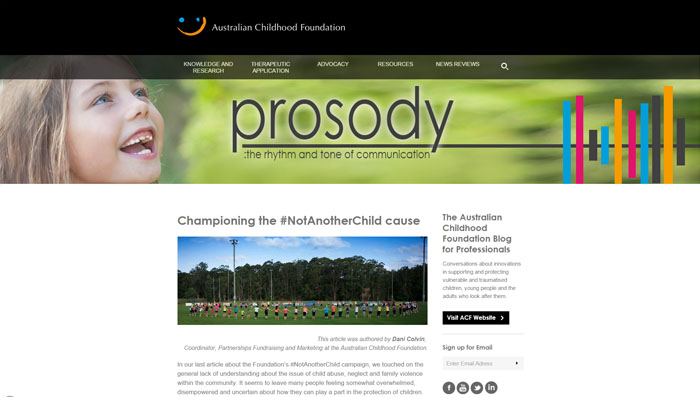 Australian Childhood Foundation
KNOWLEDGE AND
RESEARCH
THERAPEUTIC
APPLICATION
ADVOCACY
RESOURCES
NEWS REVIEWS
prosody
:the rhythm and tone of communication
Championing the #NotAnotherChild cause
This article was authored by Dani Colvin,
Coordinator, Partnerships Fundraising and Marketing at the Australian Childhood Foundation.
In our last article about the Foundation's #NotAnotherChild campaign, we touched on the
general lack of understanding about the issue of child abuse, neglect and family violence
within the community. It seems to leave many people feeling somewhat overwhelmed,
disempowered and uncertain about how they can play a part in the protection of children.
The Australian
Childhood
Foundation Blog
for Professionals
Conversations about innovations
in supporting and protecting
vulnerable and traumatised
children, young people and the
adults who look after them.
Visit ACF Website
Sign up for Email
Enter Email Adress